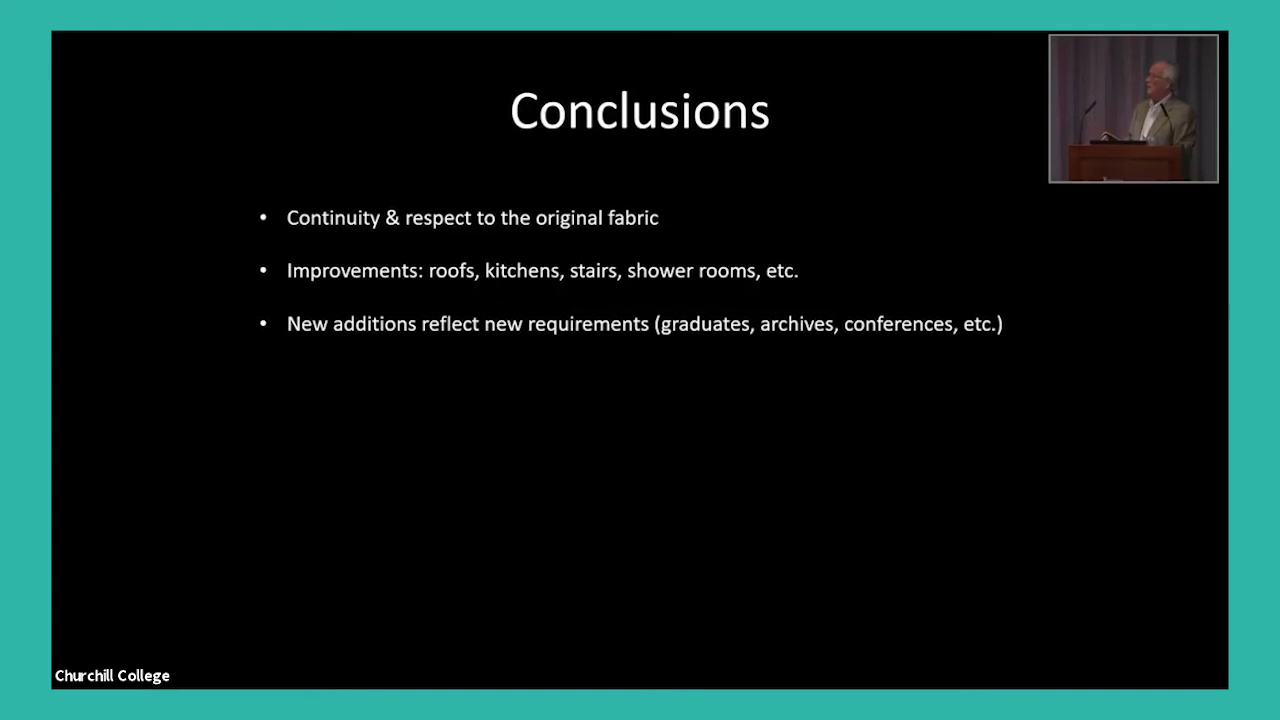 Conclusions
• Continuity & respect to the original fabric
• Improvements: roofs, kitchens, stairs, shower rooms, etc.
• New additions reflect new requirements (graduates, archives, conferences, etc.)
Churchill College